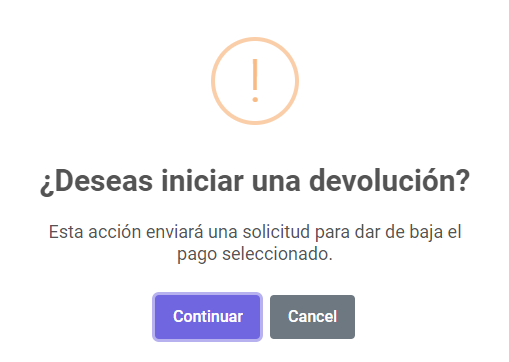 ¿Deseas iniciar una devolución?
Esta acción enviará una solicitud para dar de baja el
pago seleccionado.
Continuar Cancel